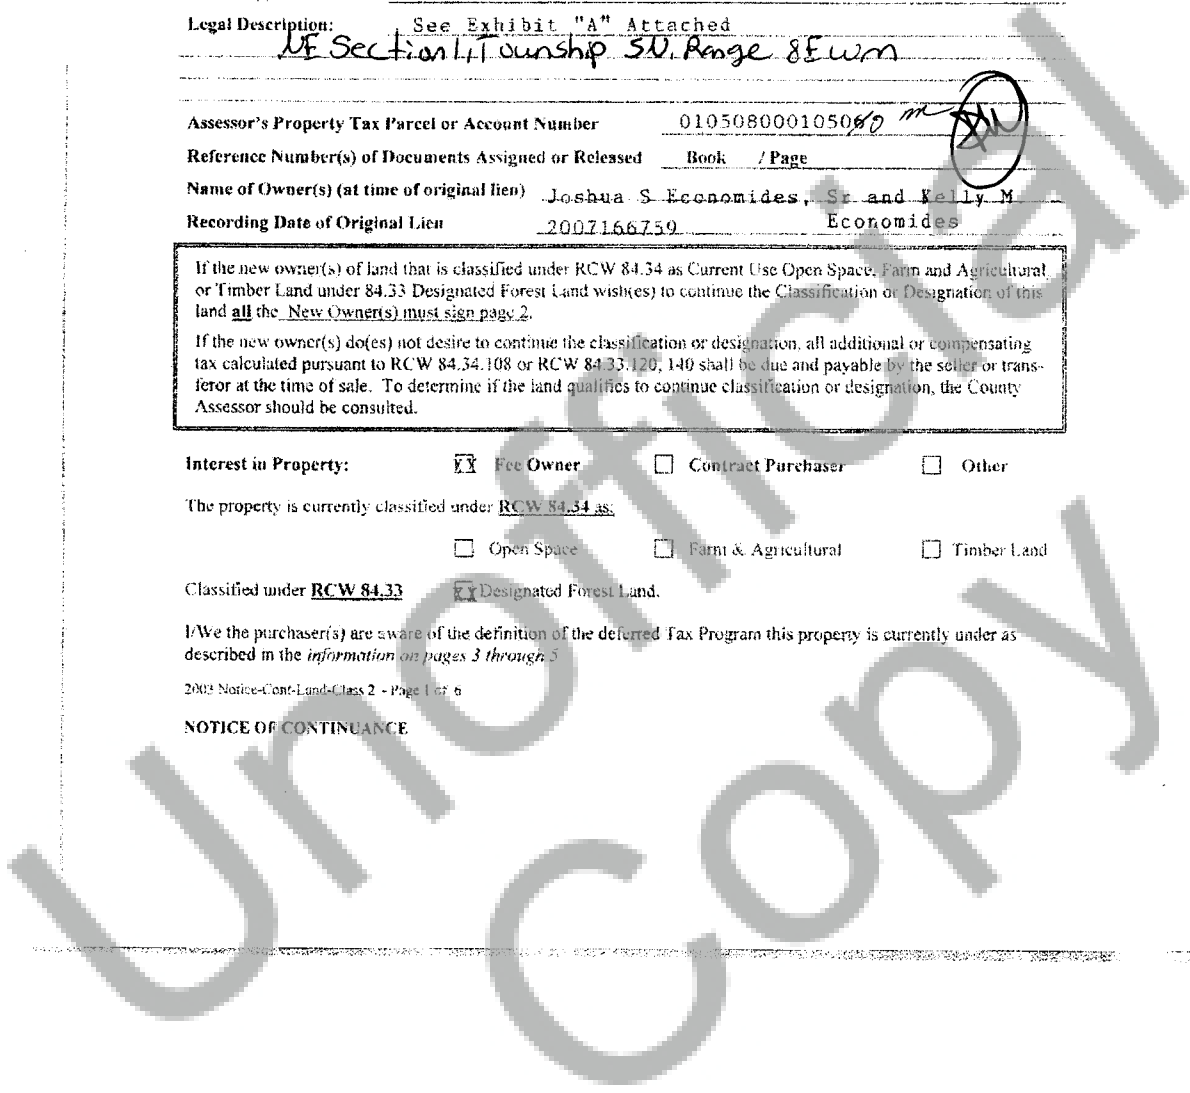 Legal Description: See Exhibit "A" Attached
NE Section 1, Township 5N. Range 8E wm
Assessor's Property Tax Parcel or Account Number 010508000105060
Reference Number(s) of Documents Assigned or Released Book / Page
Name of Owner(s) (at time of original lien) Joshua S Economides, Sr and Kelly M
Economides
Recording Date of Original Lien 2007166759
If the new owner(s) of land that is classified under RCW 84.34 as Current Use Open Space, Farm and Agricultural
or Timber Land under 84.33 Designated Forest Land wish(es) to continue the Classification or Designation of this
land all the New Owner(s) must sign page 2.
If the new owner(s) do(es) not desire to continue the classification or designation, all additional or compensating
tax calculated pursuant to RCW 84.34.108 or RCW 84.33.120, 140 shall be due and payable by the seller or trans-
feror at the time of sale. To determine if the land qualifies to continue classification or designation, the County
Assessor should be consulted.
Interest in Property: XX Fee Owner Contract Purchaser Other
The property is currently classified under RCW 84.34 as:
Open Space Farm & Agricultural Timber Land
Classified under RCW 84.33 XX Designated Forest Land.
I/We the purchaser(s) are aware of the definition of the deferred Tax Program this property is currently under as
described in the information on pages 3 through 5
2003 Notice-Cont-Land-Class 2 - Page 1 of 6
NOTICE OF CONTINUANCE
Unofficial
Copy